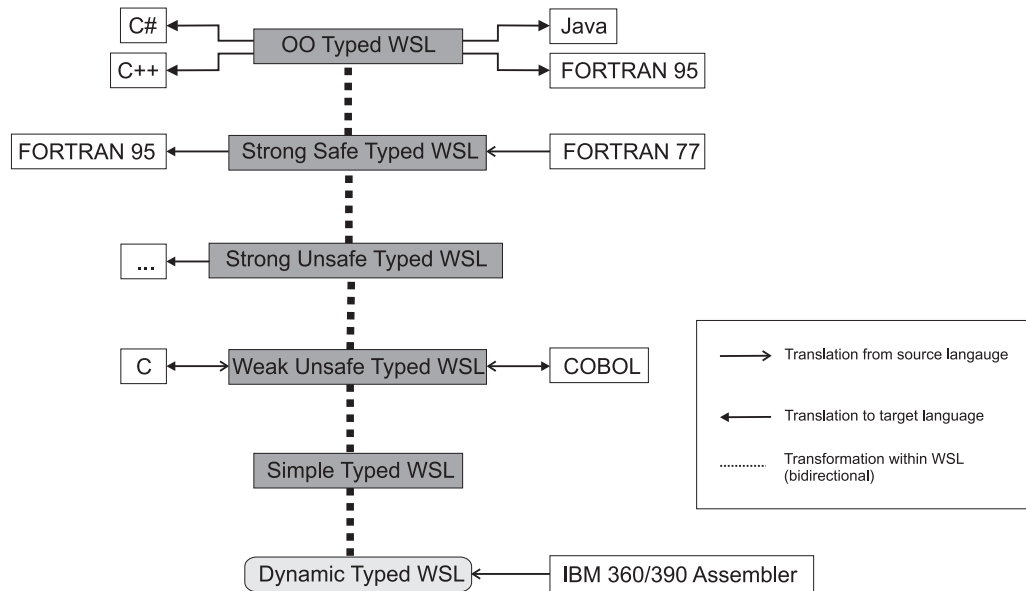 C#
OO Typed WSL
Java
C++
FORTRAN 95
FORTRAN 95
Strong Safe Typed WSL
FORTRAN 77
...
Strong Unsafe Typed WSL
C
Weak Unsafe Typed WSL
COBOL
Translation from source langauge
Translation to target language
Simple Typed WSL
Transformation within WSL
(bidirectional)
Dynamic Typed WSL
IBM 360/390 Assembler